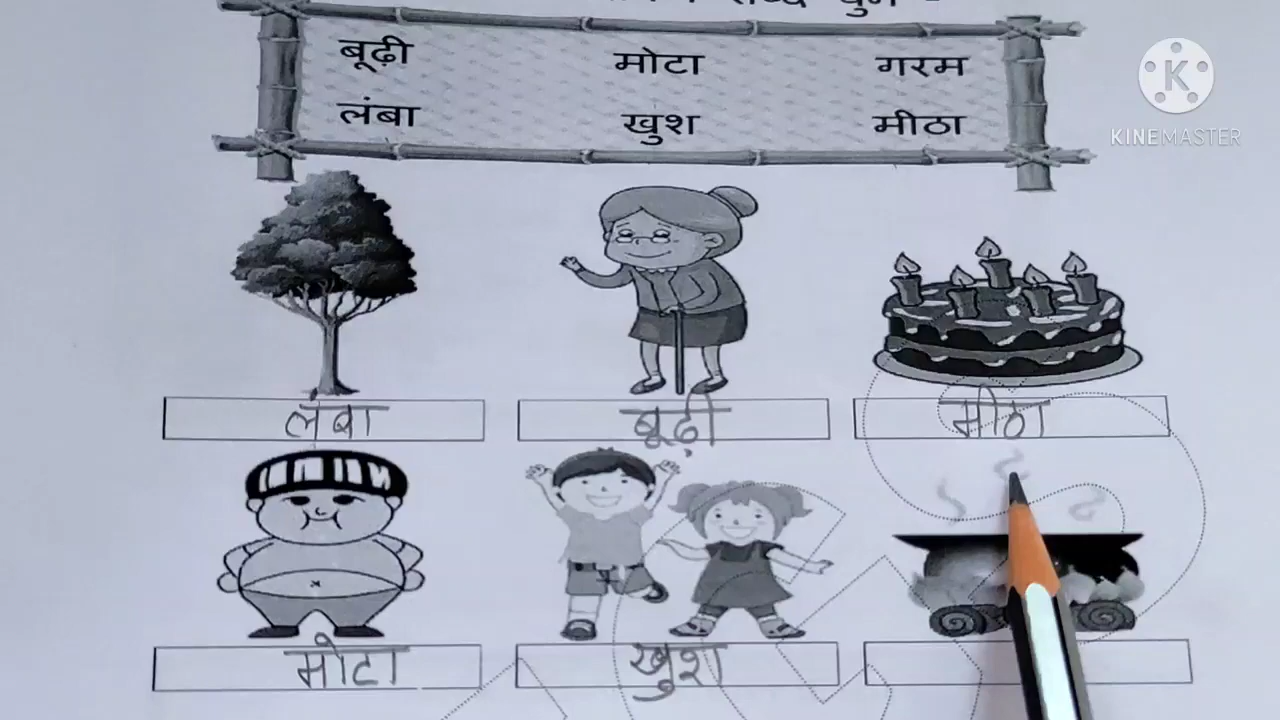 बूढ़ी मोटा गरम
लंबा खुश मीठा
KINEMASTER
लंबा बूढ़ी मीठा
मोटा खुश